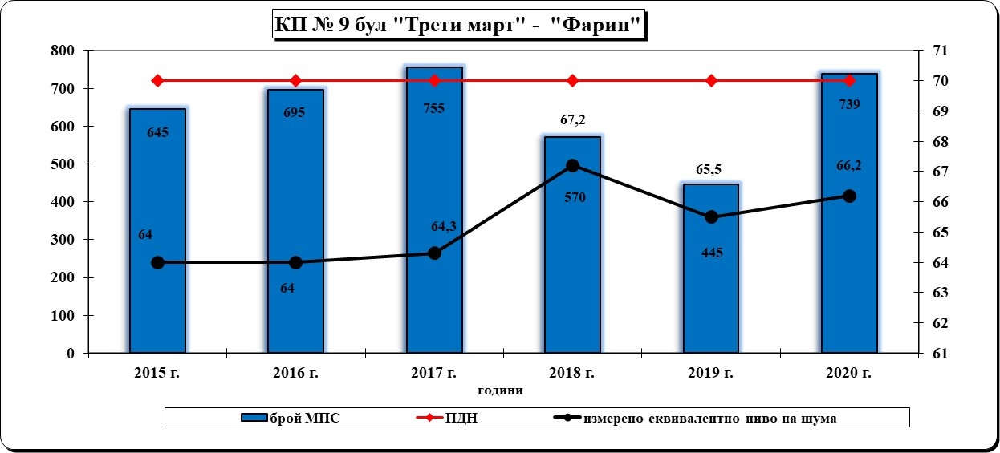 КП № 9 бул "Трети март" - "Фарин"
800 71
700 70
600 69
500 68
400 67
300 66
200 65
100 64
0 63
62
61
645 695 755 570 445 739
64 64 64,3 67,2 65,5 66,2
2015 г. 2016 г. 2017 г. 2018 г. 2019 г. 2020 г.
години
брой МПС ПДН измерено еквивалентно ниво на шума